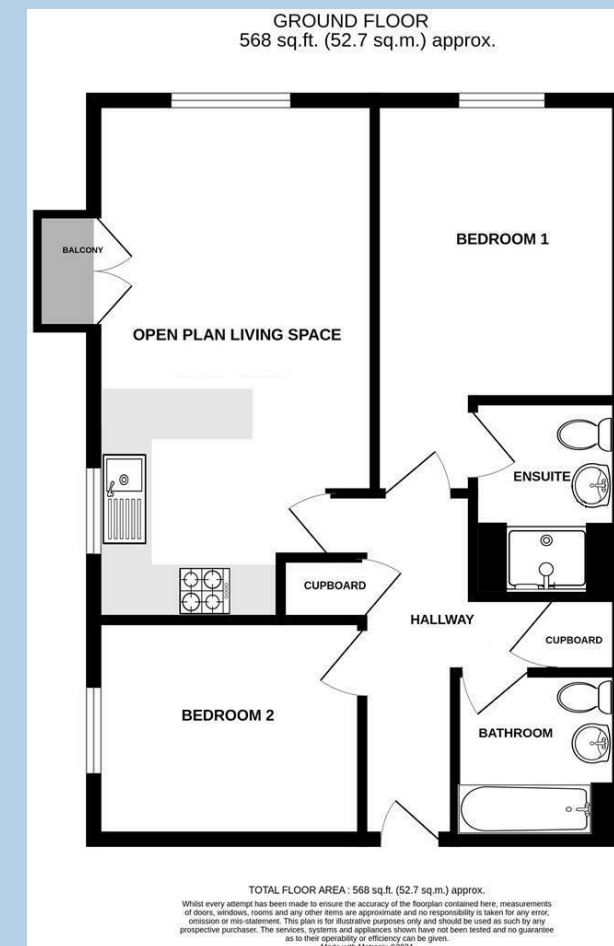 GROUND FLOOR
568 sq.ft. (52.7 sq.m.) approx.
BEDROOM 1
BALCONY
OPEN PLAN LIVING SPACE
ENSUITE
CUPBOARD
HALLWAY
CUPBOARD
BEDROOM 2
BATHROOM
TOTAL FLOOR AREA : 568 sq.ft. (52.7 sq.m.) approx.
Whilst every attempt has been made to ensure the accuracy of the floorplan contained here, measurements
of doors, windows, rooms and any other items are approximate and no responsibility is taken for any error,
omission or mis-statement. This plan is for illustrative purposes only and should be used as such by any
prospective purchaser. The services, systems and appliances shown have not been tested and no guarantee
as to their operability or efficiency can be given.
Made with Metropix ©2024